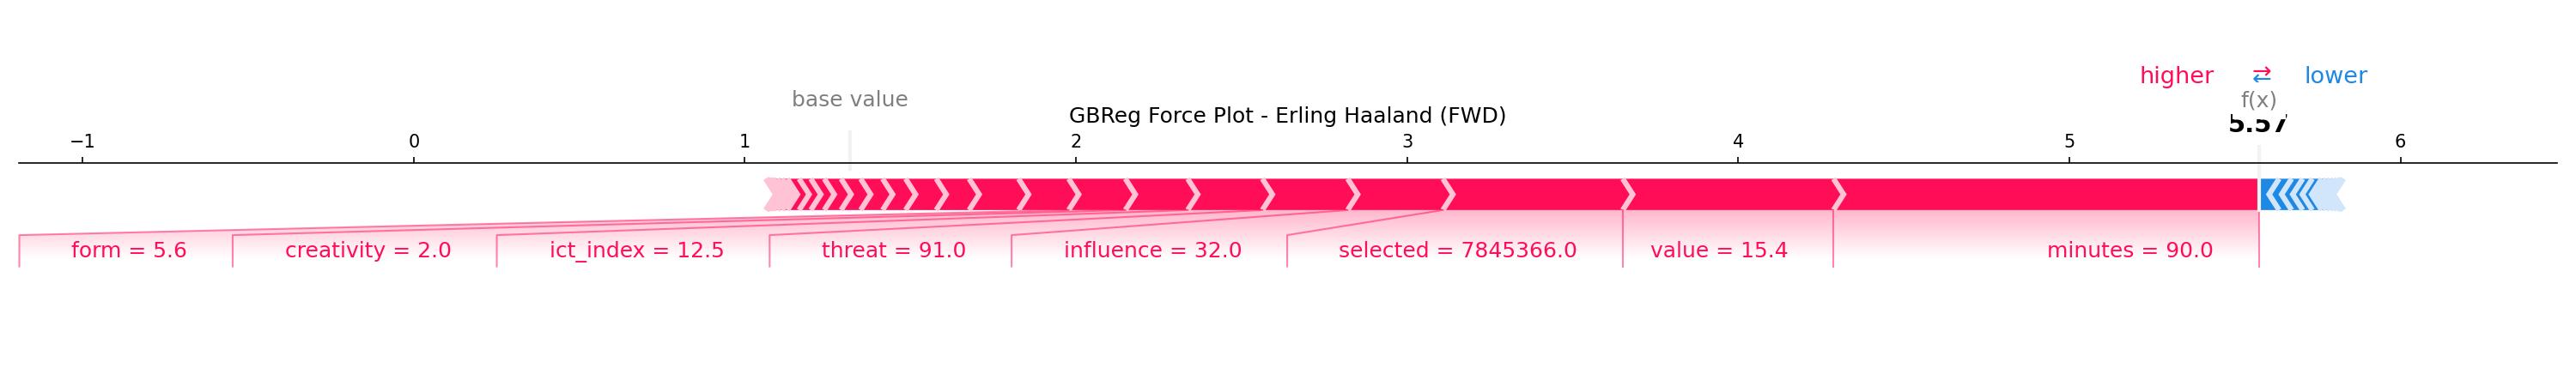 higher ⇄ lower
base value
f(x)
GBReg Force Plot - Erling Haaland (FWD)
5.57
−1 0 1 2 3 4 5 6
form = 5.6 creativity = 2.0 ict_index = 12.5 threat = 91.0 influence = 32.0 selected = 7845366.0 value = 15.4 minutes = 90.0